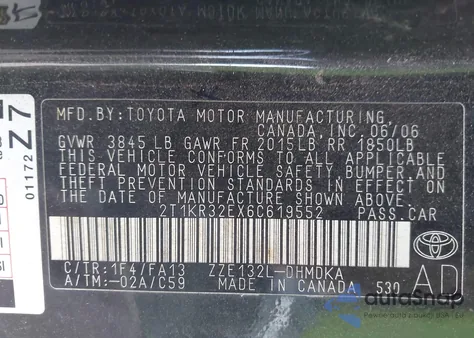 MFD.BY:TOYOTA MOTOR MANUFACTURING,
CANADA, INC. 06/06
GVWR 3845 LB GAWR FR 2015LB RR 1850LB
THIS VEHICLE CONFORMS TO ALL APPLICABLE
FEDERAL MOTOR VEHICLE SAFETY, BUMPER, AND
THEFT PREVENTION STANDARDS IN EFFECT ON
THE DATE OF MANUFACTURE SHOWN ABOVE.
2T1KR32EX6C619552 PASS.CAR
C/TR:1F4/FA13 ZZE132L-DHMDKA
A/TM:-02A/C59 MADE IN CANADA 530
AD
TOYOTA
01172
Z7
autoSnap